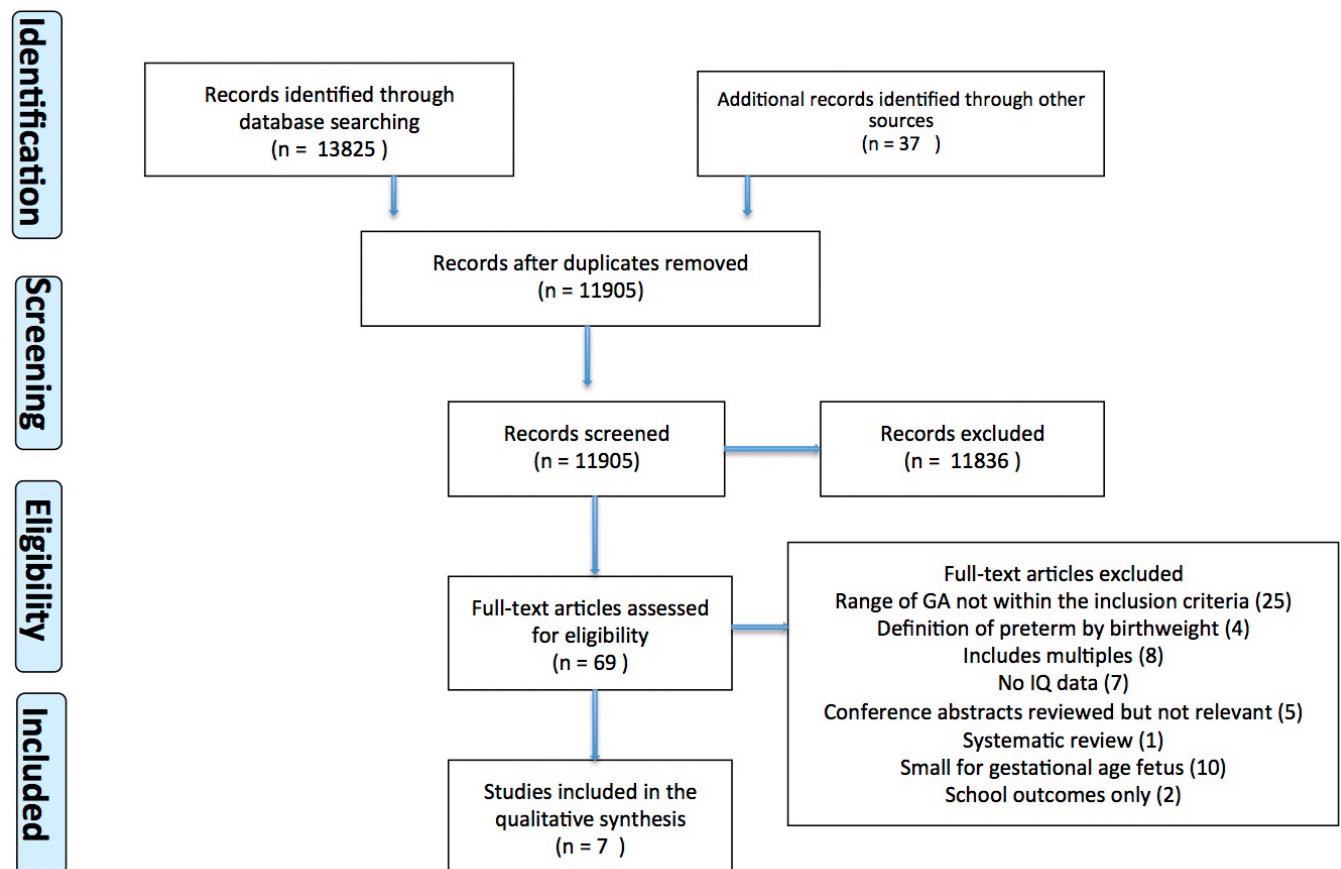 Identification
Records identified through
database searching
(n = 13825 )
Additional records identified through other
sources
(n = 37 )
Records after duplicates removed
(n = 11905)
Screening
Records screened
(n = 11905)
Records excluded
(n = 11836 )
Eligibility
Full-text articles assessed
for eligibility
(n = 69 )
Full-text articles excluded
Range of GA not within the inclusion criteria (25)
Definition of preterm by birthweight (4)
Includes multiples (8)
No IQ data (7)
Conference abstracts reviewed but not relevant (5)
Systematic review (1)
Small for gestational age fetus (10)
School outcomes only (2)
Included
Studies included in the
qualitative synthesis
(n = 7 )